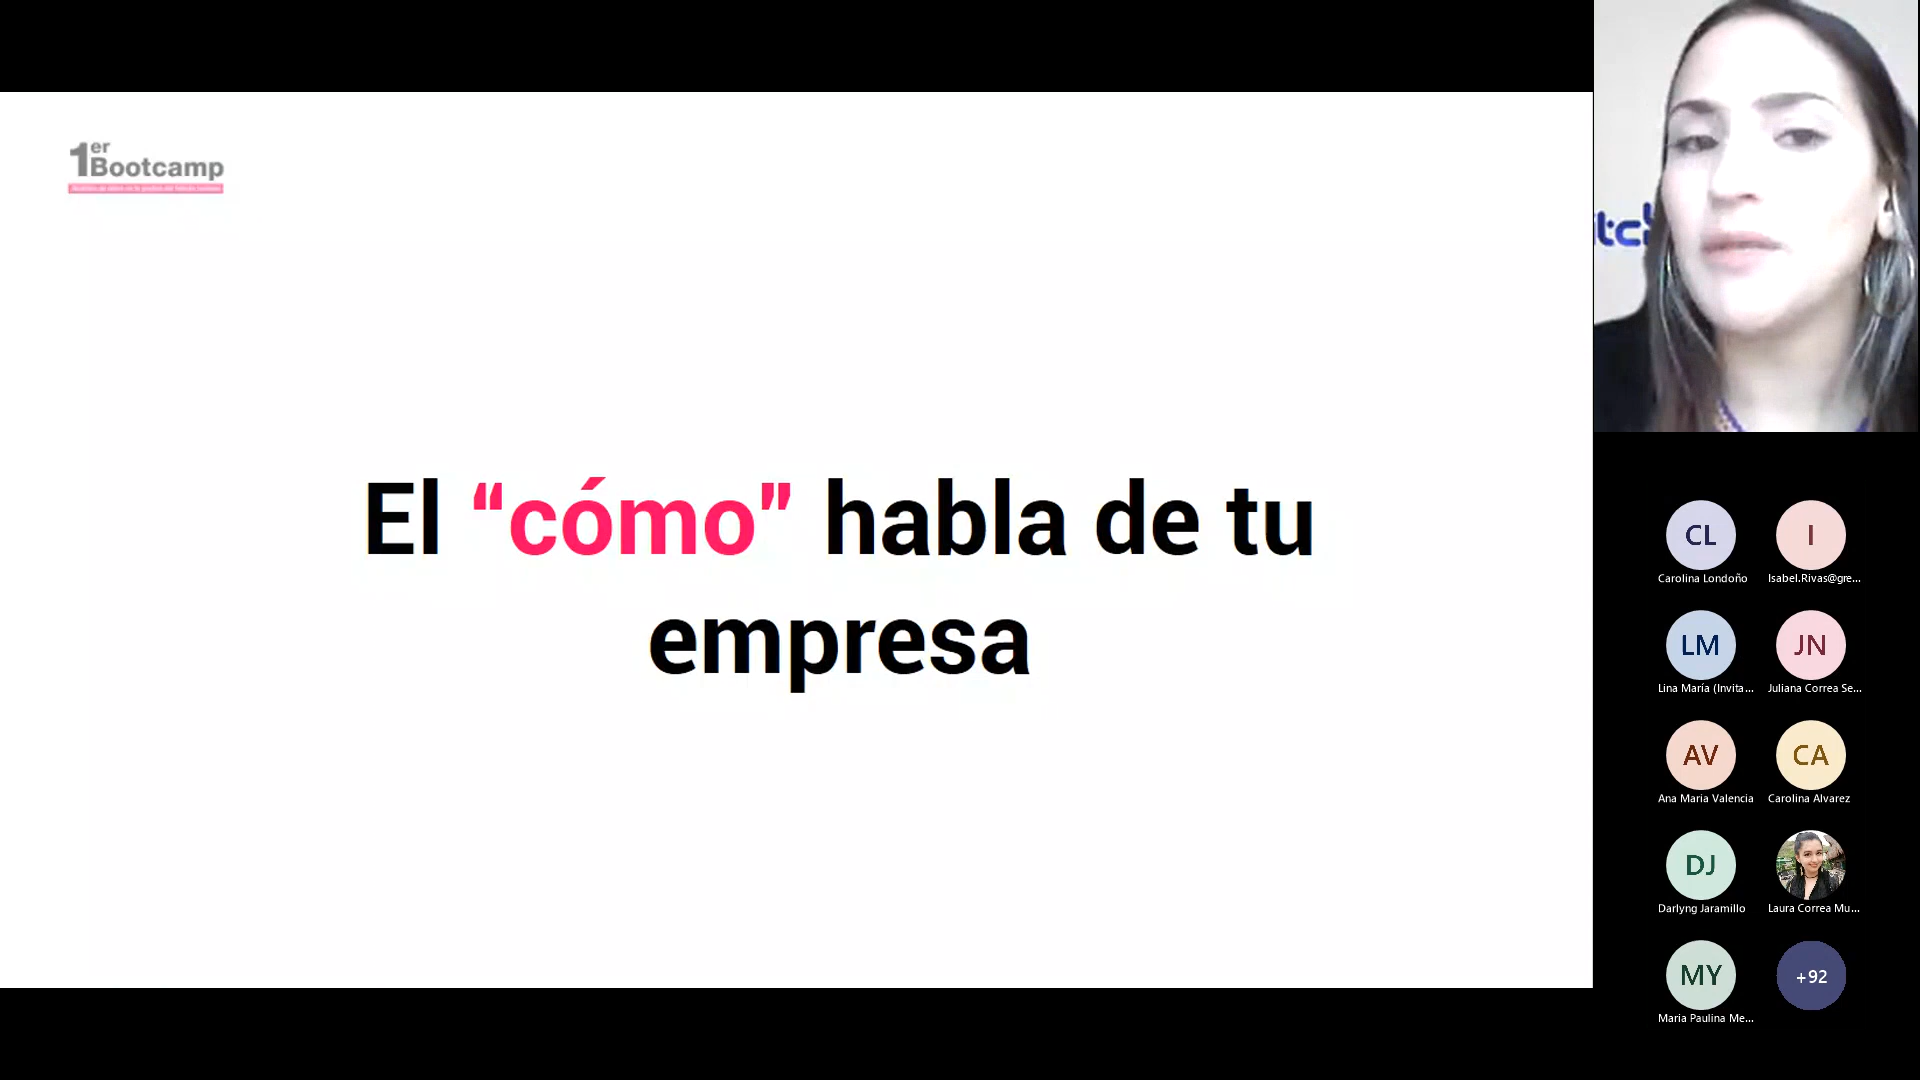 1er
Bootcamp
El “cómo” habla de tu
empresa
itc
CL
I
Carolina Londoño
Isabel.Rivas@gre...
LM
JN
Lina María (Invita...
Juliana Correa Se...
AV
CA
Ana Maria Valencia
Carolina Alvarez
DJ
Darlyng Jaramillo
Laura Correa Mu...
MY
+92
Maria Paulina Me...